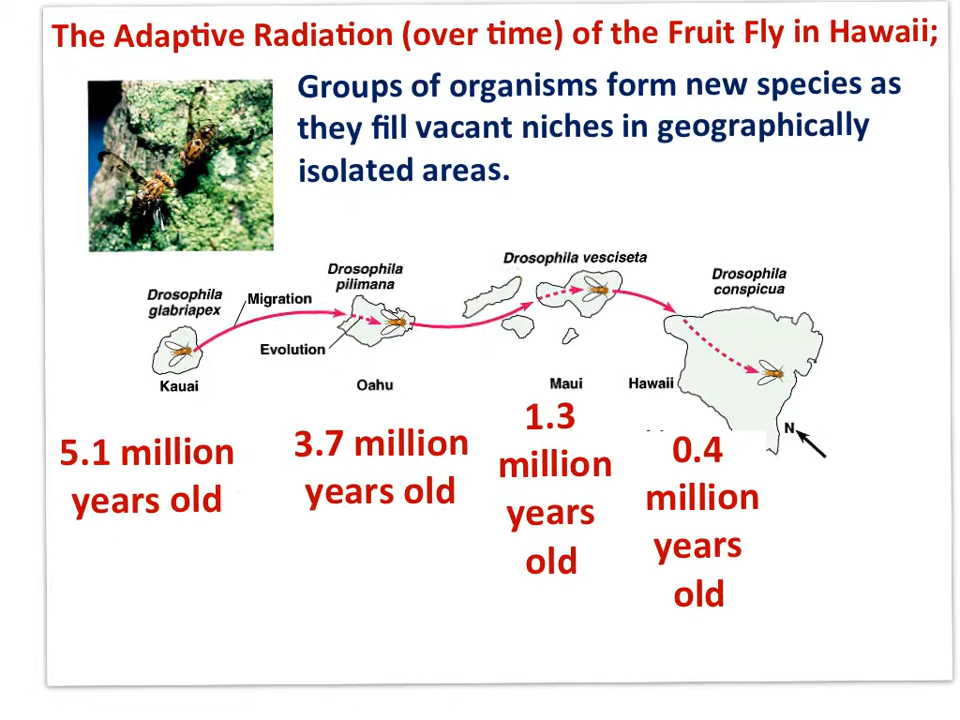 The Adaptive Radiation (over time) of the Fruit Fly in Hawaii;
Groups of organisms form new species as
they fill vacant niches in geographically
isolated areas.
Drosophila
glabriapex
Migration
Evolution
Kauai
Drosophila
pilimana
Oahu
Drosophila vesciseta
Maui
Drosophila
conspicua
Hawaii
N
5.1 million
years old
3.7 million
years old
1.3
million
years
old
0.4
million
years
old